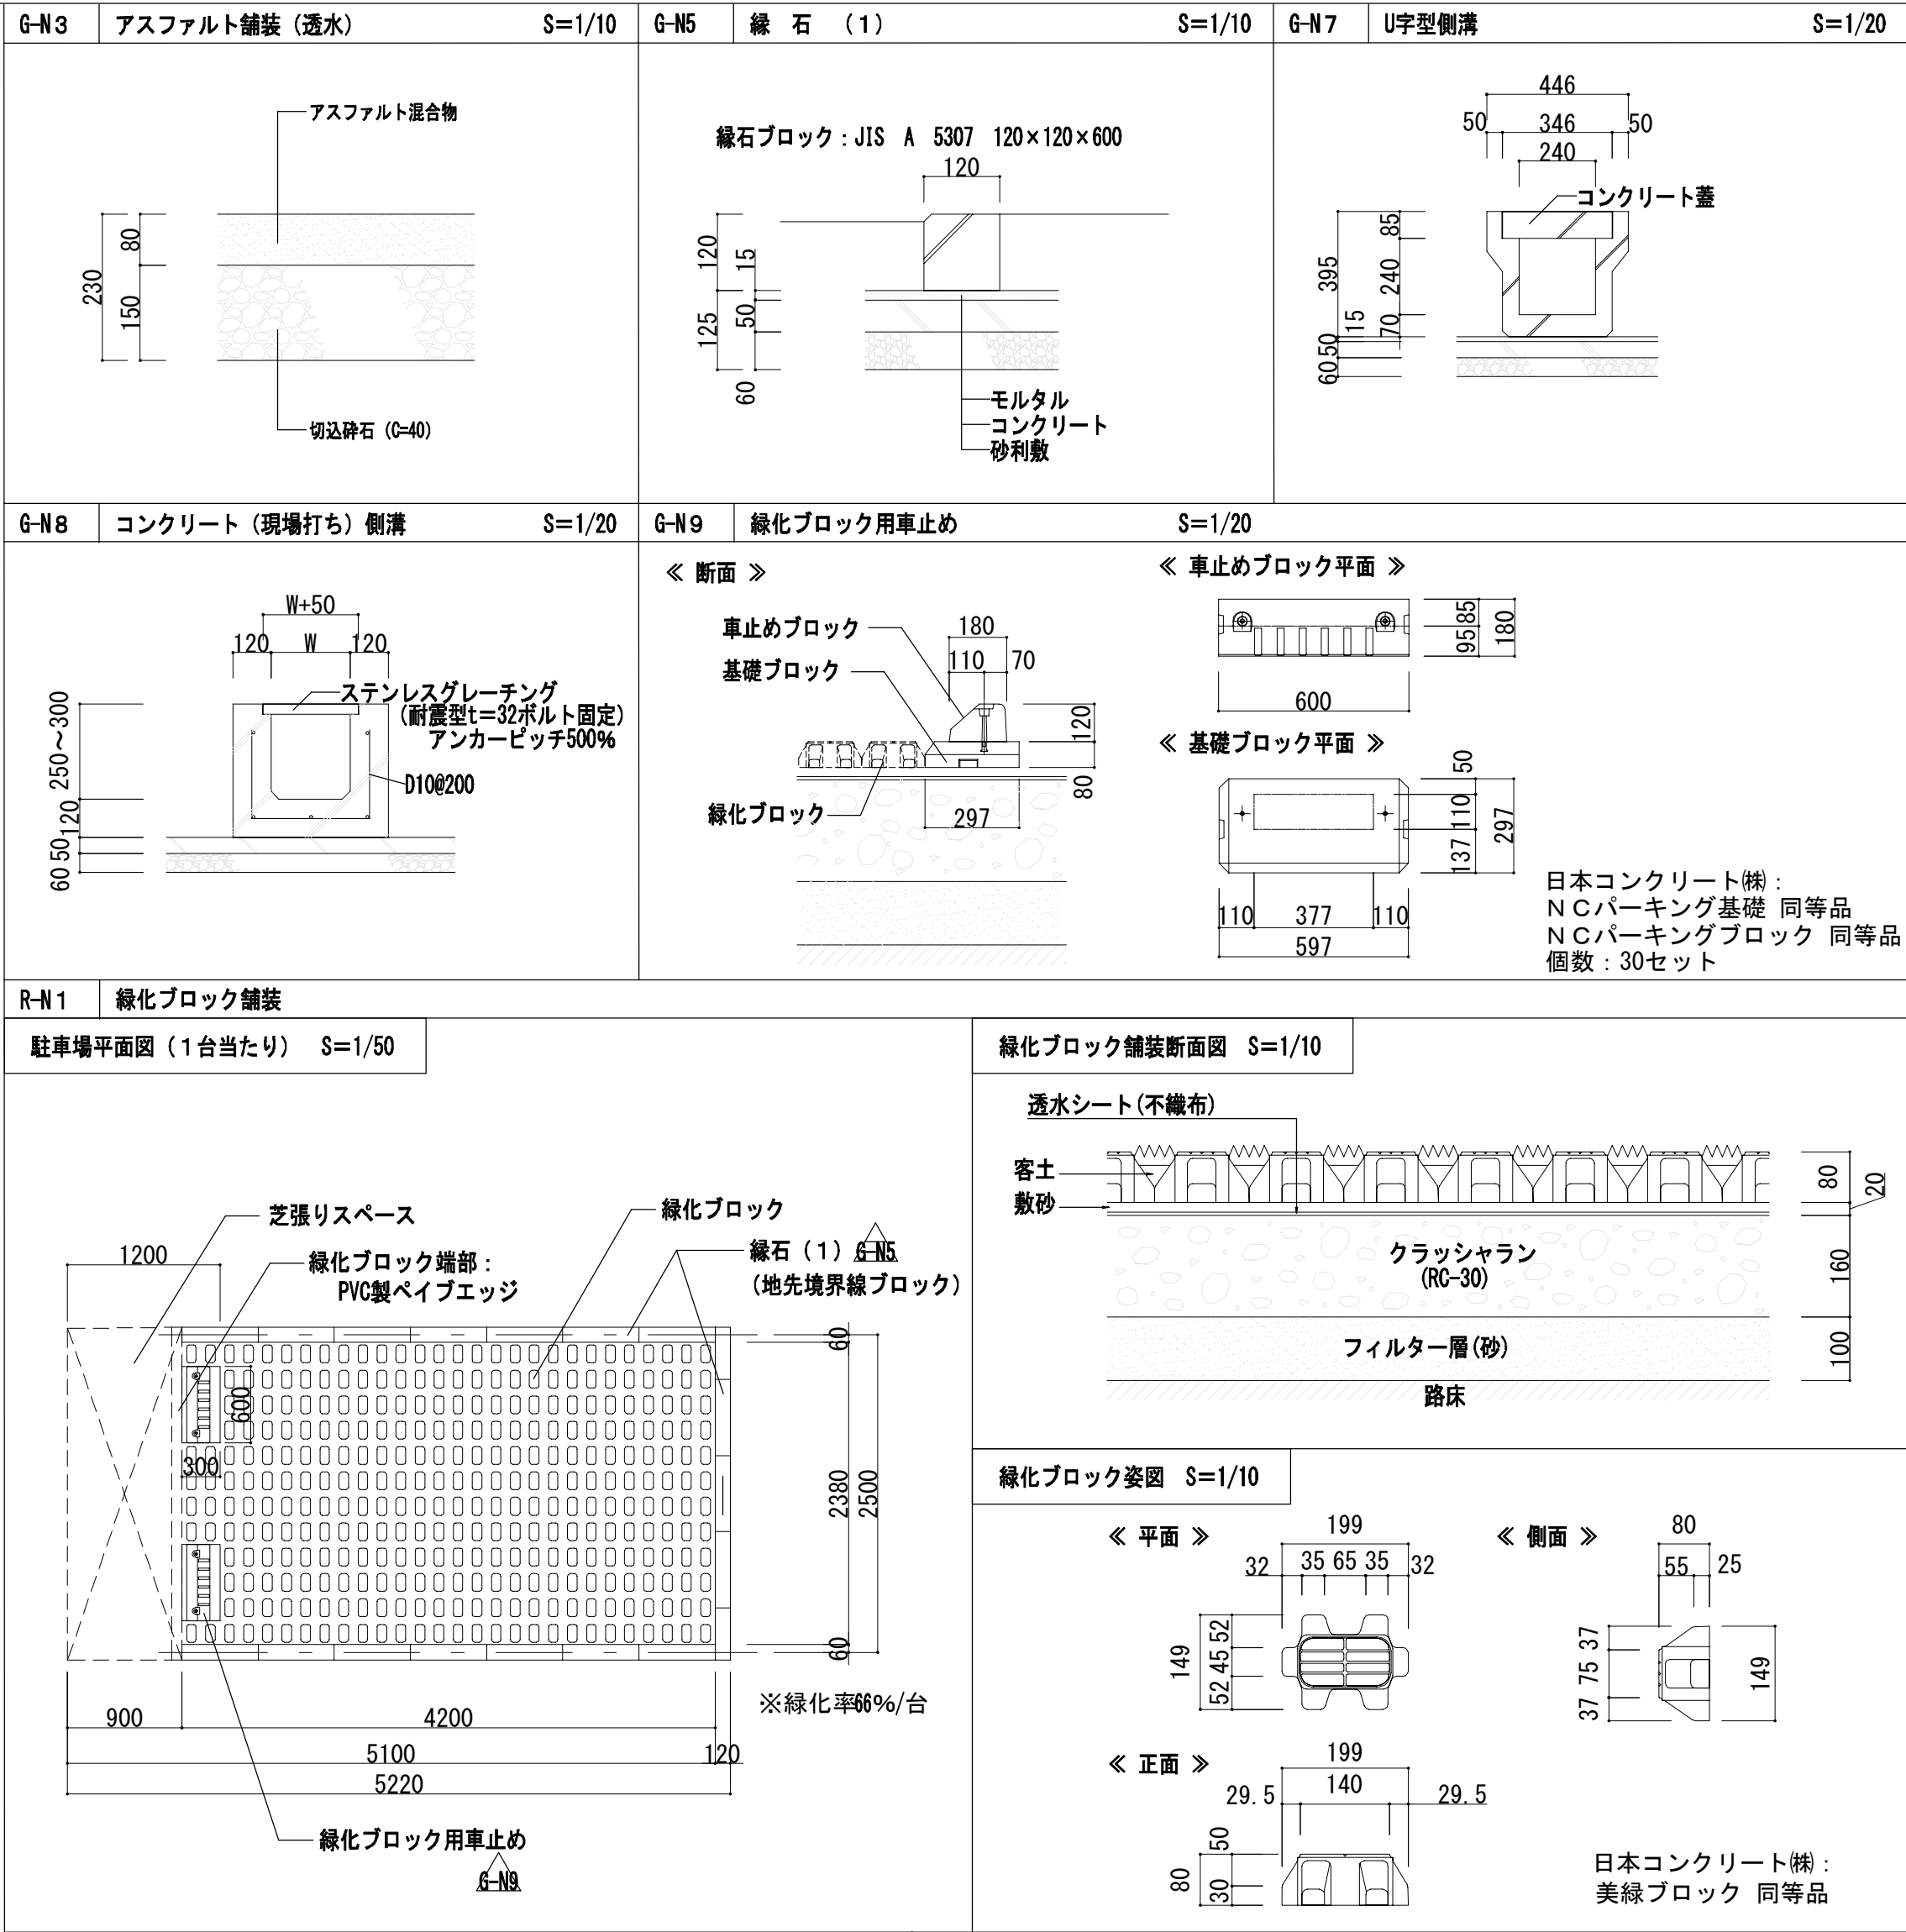 G-N3 アスファルト舗装（透水） S=1/10
アスファルト混合物
80
230
150
切込砕石（C=40）
G-N5 縁 石 （1） S=1/10
縁石ブロック：JIS A 5307 120×120×600
120
120
15
50
125
60
モルタル
コンクリート
砂利敷
G-N7 U字型側溝 S=1/20
446
50 346 50
240
コンクリート蓋
85
395
240
15
70
50
60
G-N8 コンクリート（現場打ち）側溝 S=1/20
W+50
120 W 120
ステンレスグレーチング
（耐震型t=32ボルト固定）
アンカーピッチ500%
D10@200
250～300
120
50
60
G-N9 緑化ブロック用車止め S=1/20
≪ 断面 ≫
車止めブロック
基礎ブロック
緑化ブロック
180
110 70
120
80
297
≪ 車止めブロック平面 ≫
85
95
180
600
≪ 基礎ブロック平面 ≫
50
110
137
297
110 377 110
597
日本コンクリート㈱：
ＮＣパーキング基礎 同等品
ＮＣパーキングブロック 同等品
個数：30セット
R-N1 緑化ブロック舗装
駐車場平面図（1台当たり） S=1/50
芝張りスペース
1200
緑化ブロック端部：
PVC製ペイブエッジ
緑化ブロック
縁石（1） G-N5
（地先境界線ブロック）
600
300
60
2380
2500
60
※緑化率66%/台
900 4200
5100 120
5220
緑化ブロック用車止め
G-N9
緑化ブロック舗装断面図 S=1/10
透水シート(不織布)
客土
敷砂
80
20
クラッシャラン
(RC-30)
160
フィルター層(砂)
100
路床
緑化ブロック姿図 S=1/10
≪ 平面 ≫
199
32 35 65 35 32
149
52
45
52
≪ 側面 ≫
80
55 25
37
75
37
149
≪ 正面 ≫
199
29.5 140 29.5
50
80
30
日本コンクリート㈱：
美緑ブロック 同等品